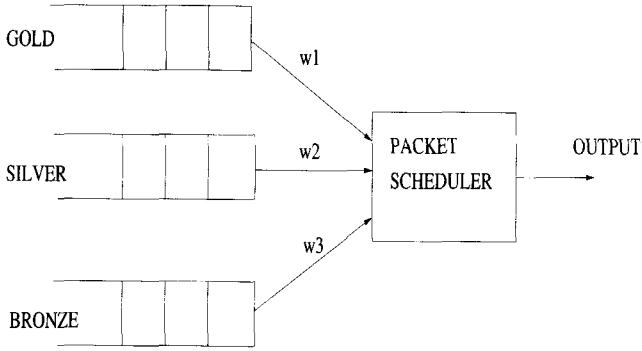 GOLD
w1
SILVER
w2
PACKET
SCHEDULER
OUTPUT
w3
BRONZE